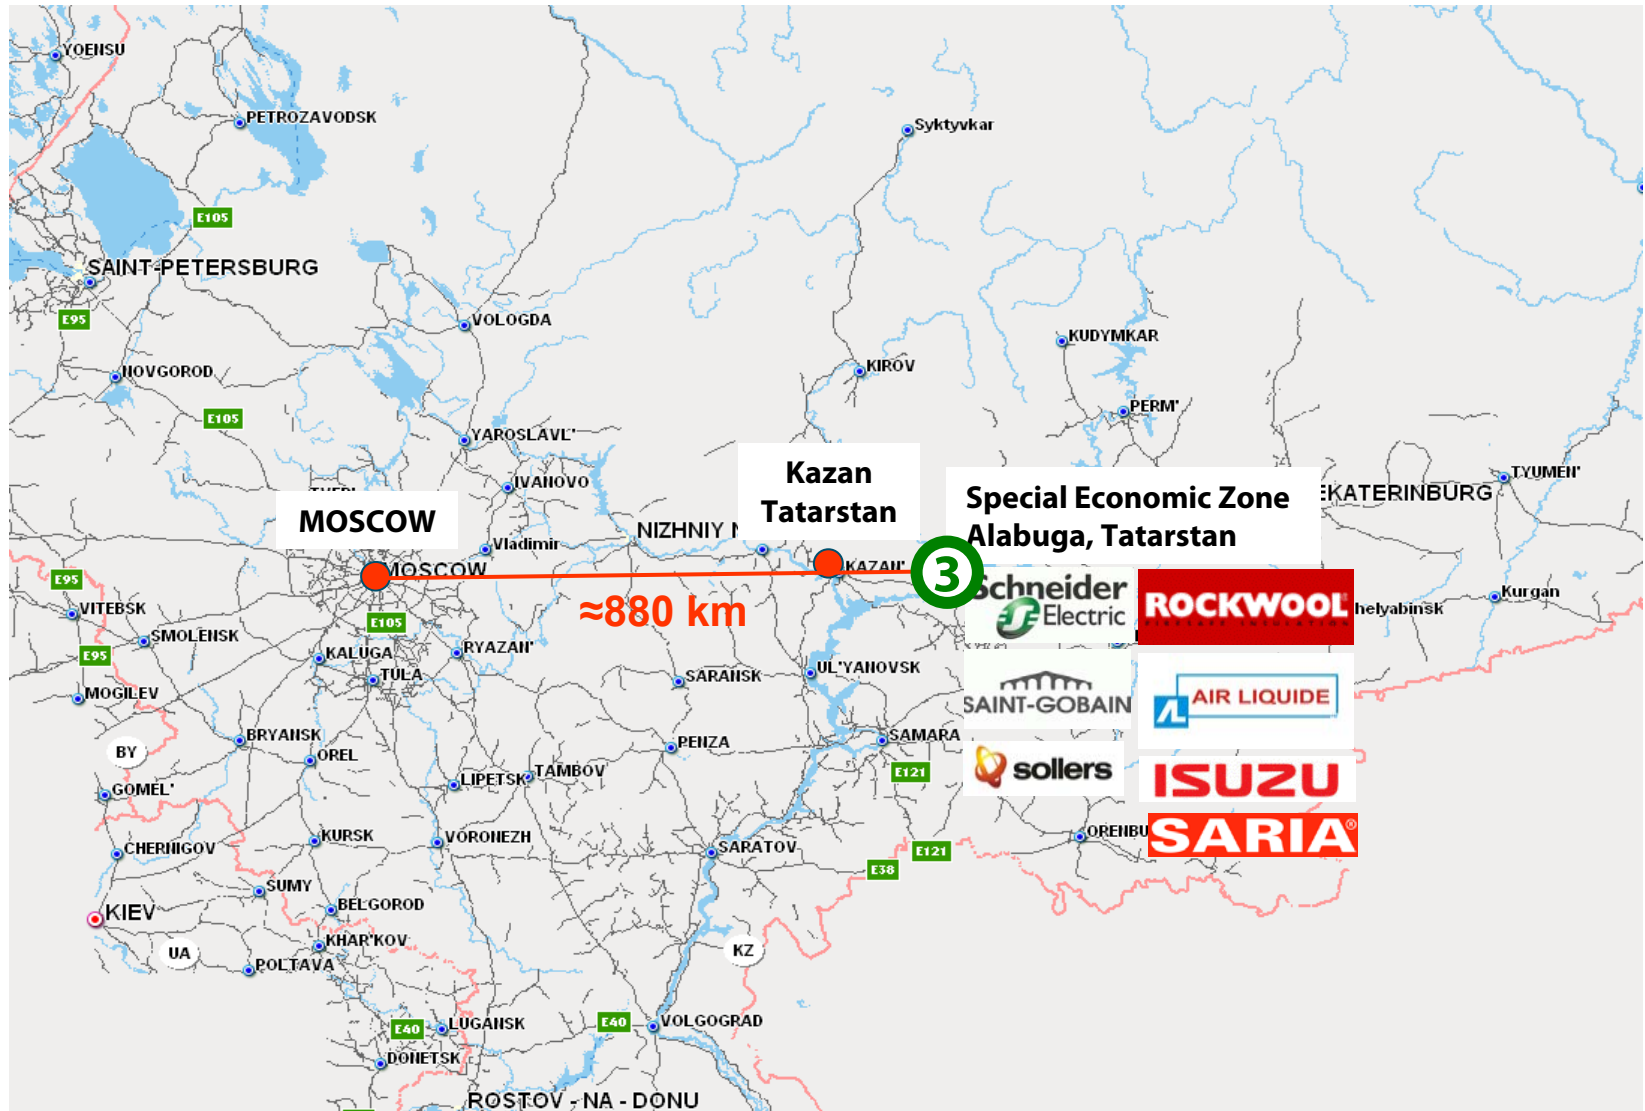 YOENSU
PETROZAVODSK
Syktyvkar
E105
SAINT-PETERSBURG
E95
VOLOGDA
KUDYMKAR
KIROV
NOVGOROD
E105
PERM'
YAROSLAVL'
IVANOVO
TYUMEN'
EKATERINBURG
Kazan
Tatarstan
Special Economic Zone
Alabuga, Tatarstan
MOSCOW
NIZHNIY N
Vladimir
MOSCOW
KAZAN'
3
≈880 km
E95
VITEBSK
E105
SMOLENSK
E95
KALUGA
RYAZAN'
TULA
MOGILEV
SARANSK
UL'YANOVSK
Schneider
Electric
ROCKWOOL
helyabinsk
Kurgan
SAINT-GOBAIN
AIR LIQUIDE
BY
BRYANSK
OREL
PENZA
SAMARA
E121
sollers
ISUZU
GOMEL'
LIPETSK
TAMBOV
KURSK
VORONEZH
SARATOV
E121
E38
ORENBU
SARIA®
CHERNIGOV
SUMY
BELGOROD
KIEV
KHAR'KOV
UA
POLTAVA
KZ
E40
LUGANSK
E40
VOLGOGRAD
DONETSK
ROSTOV - NA - DONU